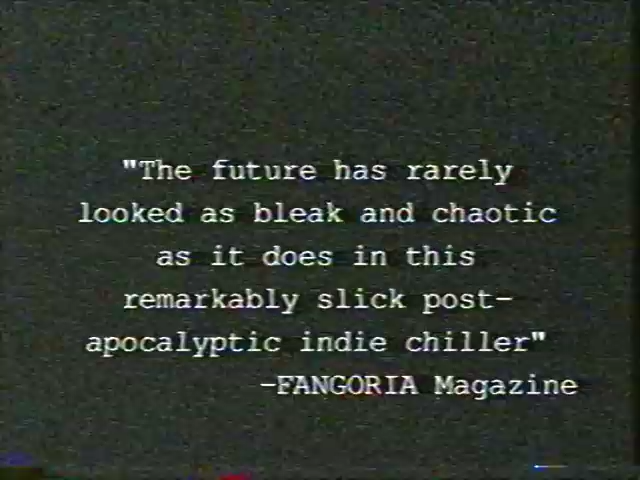 "The future has rarely
looked as bleak and chaotic
as it does in this
remarkably slick post-
apocalyptic indie chiller"
-FANGORIA Magazine